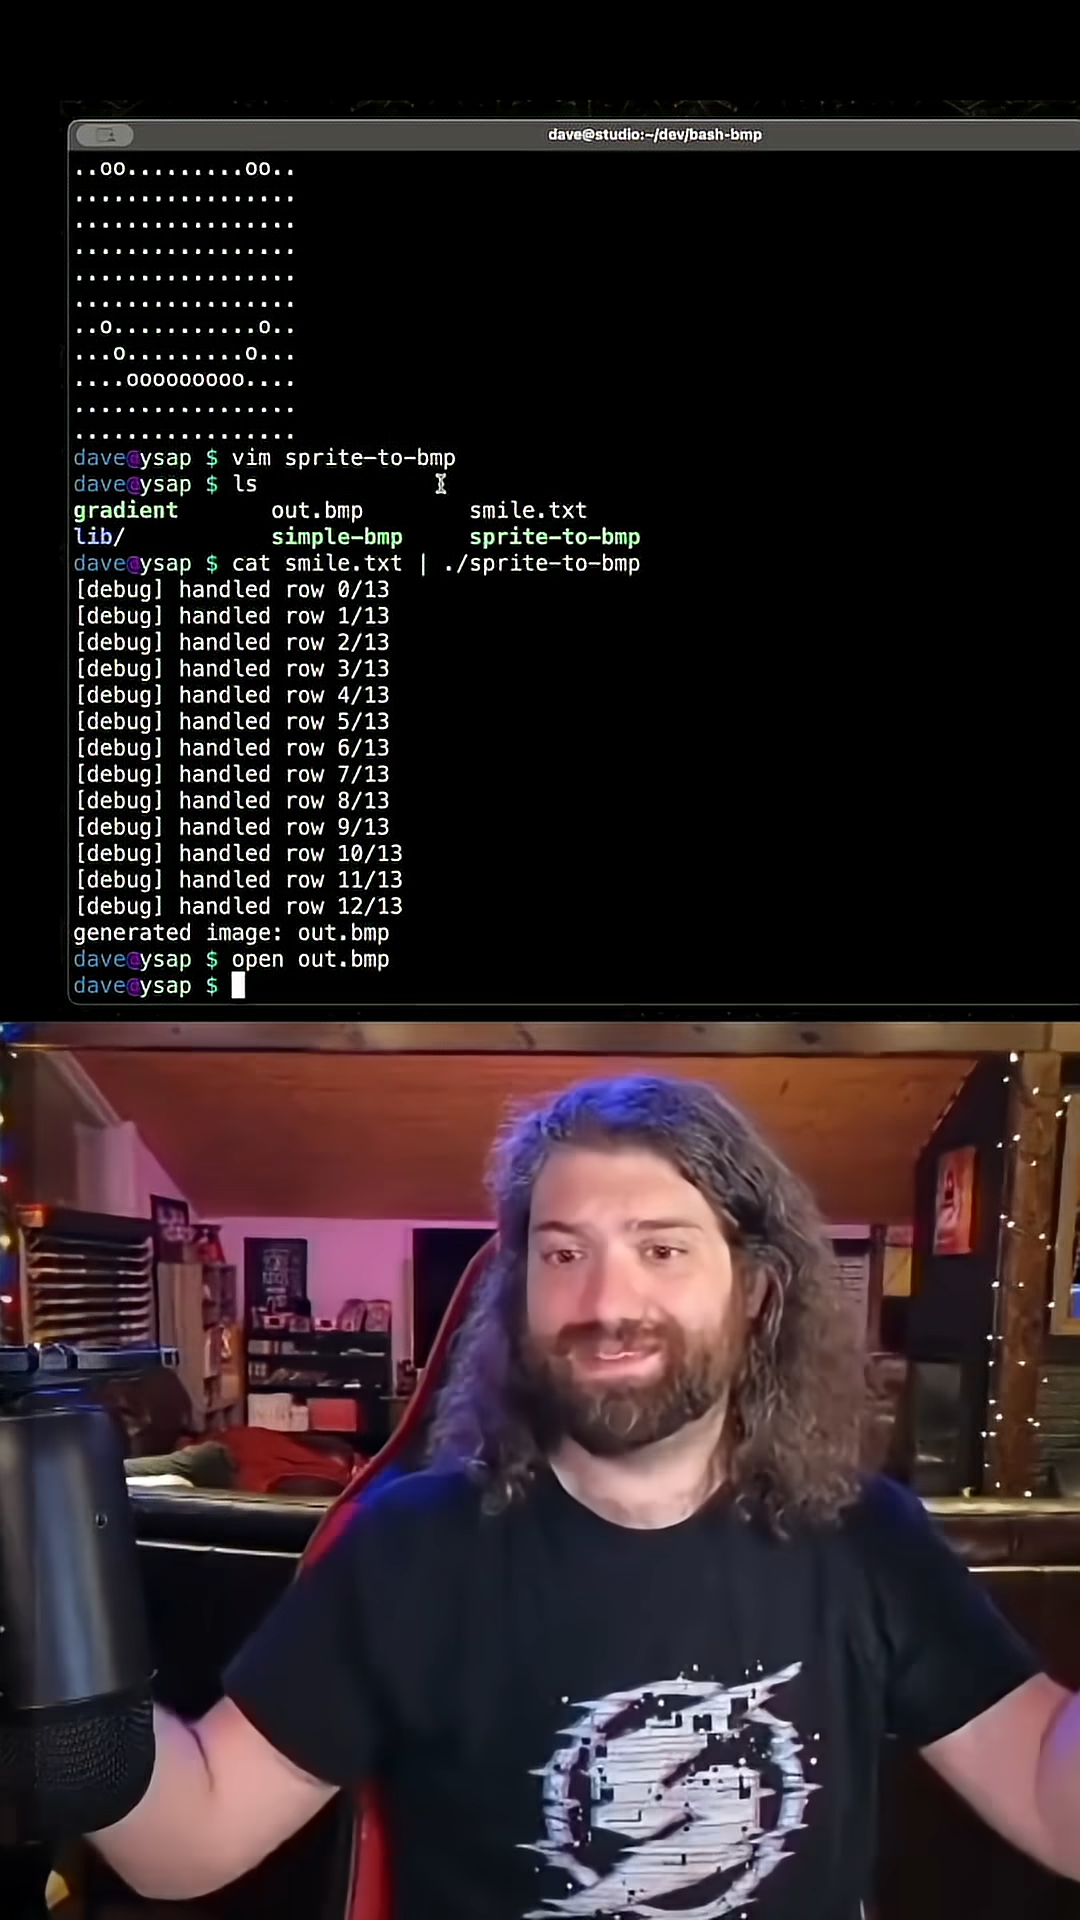 dave@studio:~/dev/bash-bmp
..oo.........oo..
.................
.................
.................
.................
.................
..o...........o..
...o.........o...
....ooooooooo....
.................
.................
dave@ysap $ vim sprite-to-bmp
dave@ysap $ ls
gradient out.bmp smile.txt
lib/ simple-bmp sprite-to-bmp
dave@ysap $ cat smile.txt | ./sprite-to-bmp
[debug] handled row 0/13
[debug] handled row 1/13
[debug] handled row 2/13
[debug] handled row 3/13
[debug] handled row 4/13
[debug] handled row 5/13
[debug] handled row 6/13
[debug] handled row 7/13
[debug] handled row 8/13
[debug] handled row 9/13
[debug] handled row 10/13
[debug] handled row 11/13
[debug] handled row 12/13
generated image: out.bmp
dave@ysap $ open out.bmp
dave@ysap $